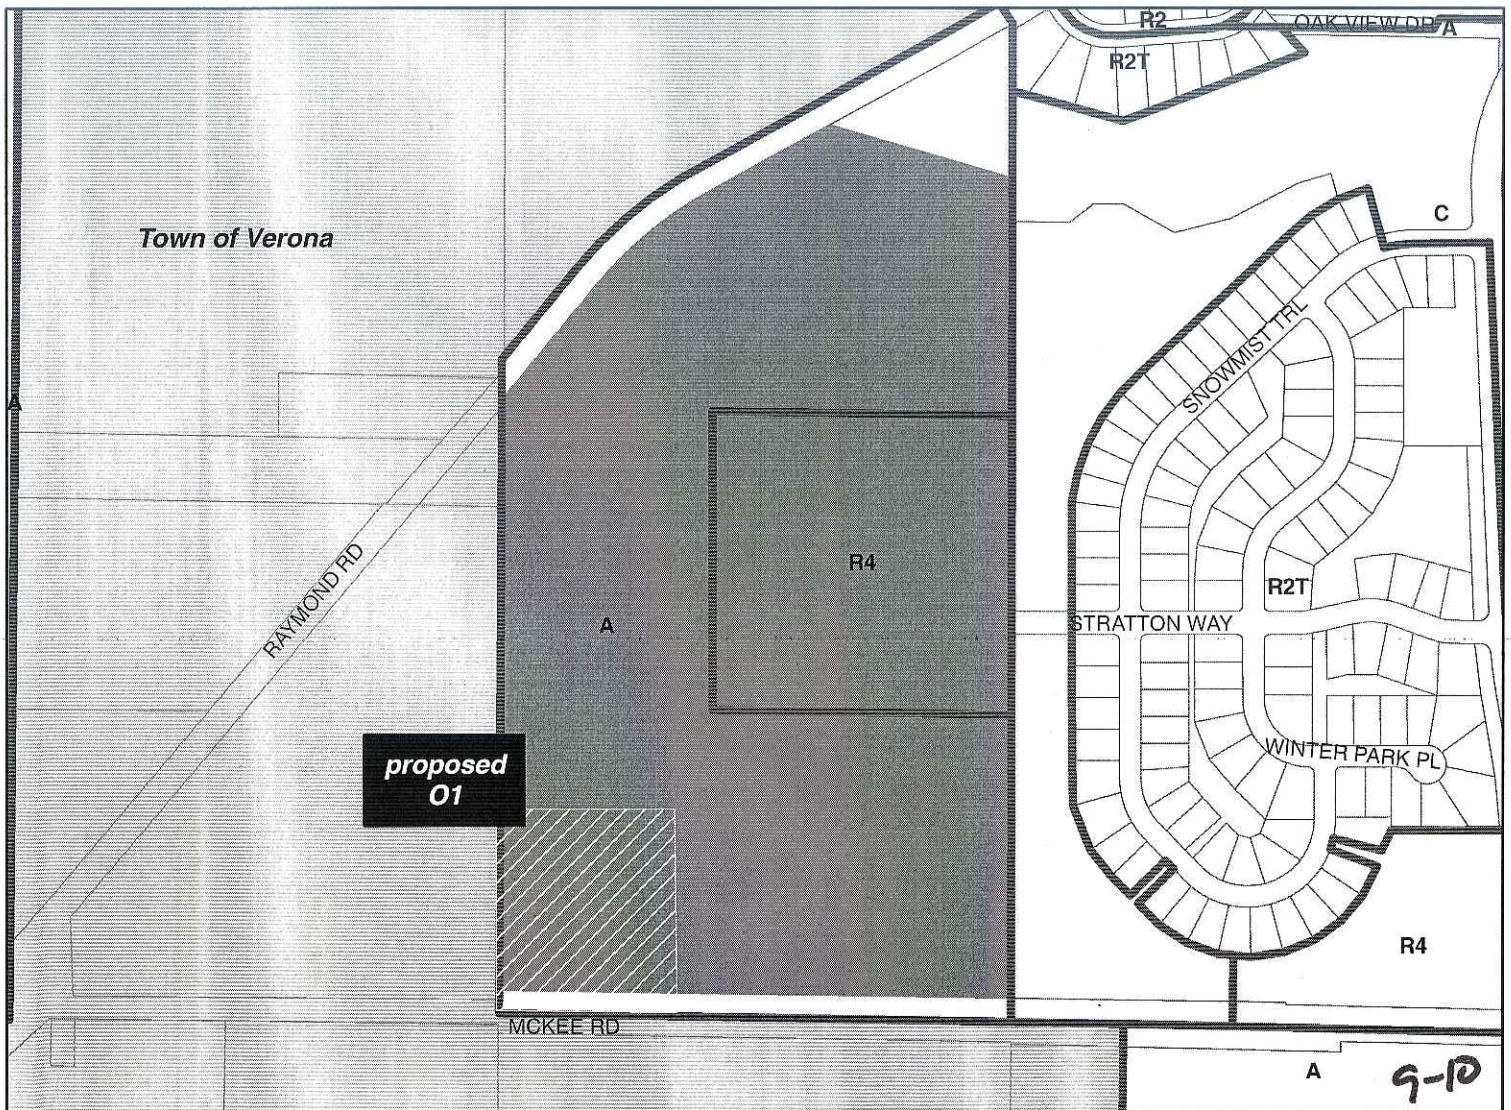 R2
OAK VIEW DR
A
R2T
Town of Verona
C
SNOWMIST TRL
A
R4
RAYMOND RD
R2T
STRATTON WAY
A
proposed
O1
WINTER PARK PL
R4
MCKEE RD
A
9-10